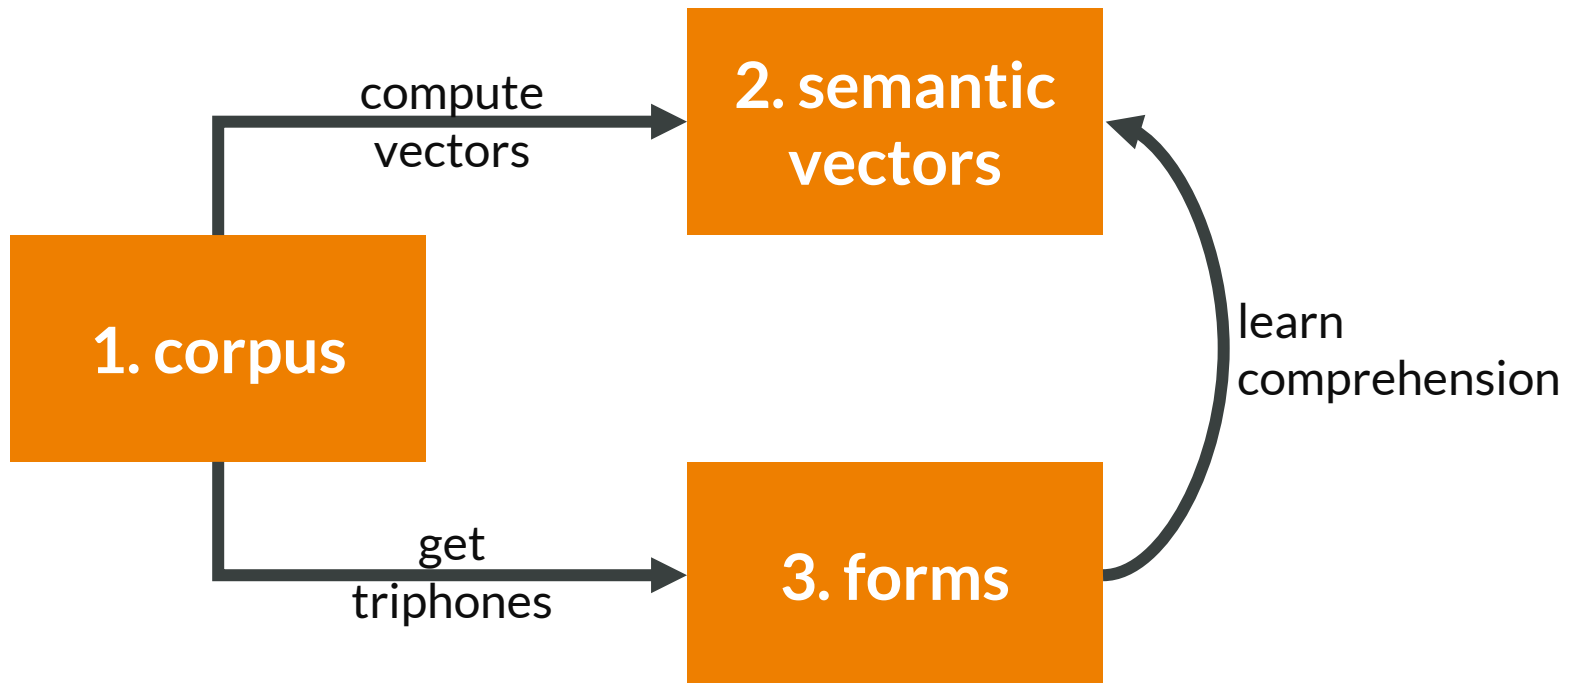 compute
vectors
2. semantic
vectors
1. corpus
learn
comprehension
get
triphones
3. forms